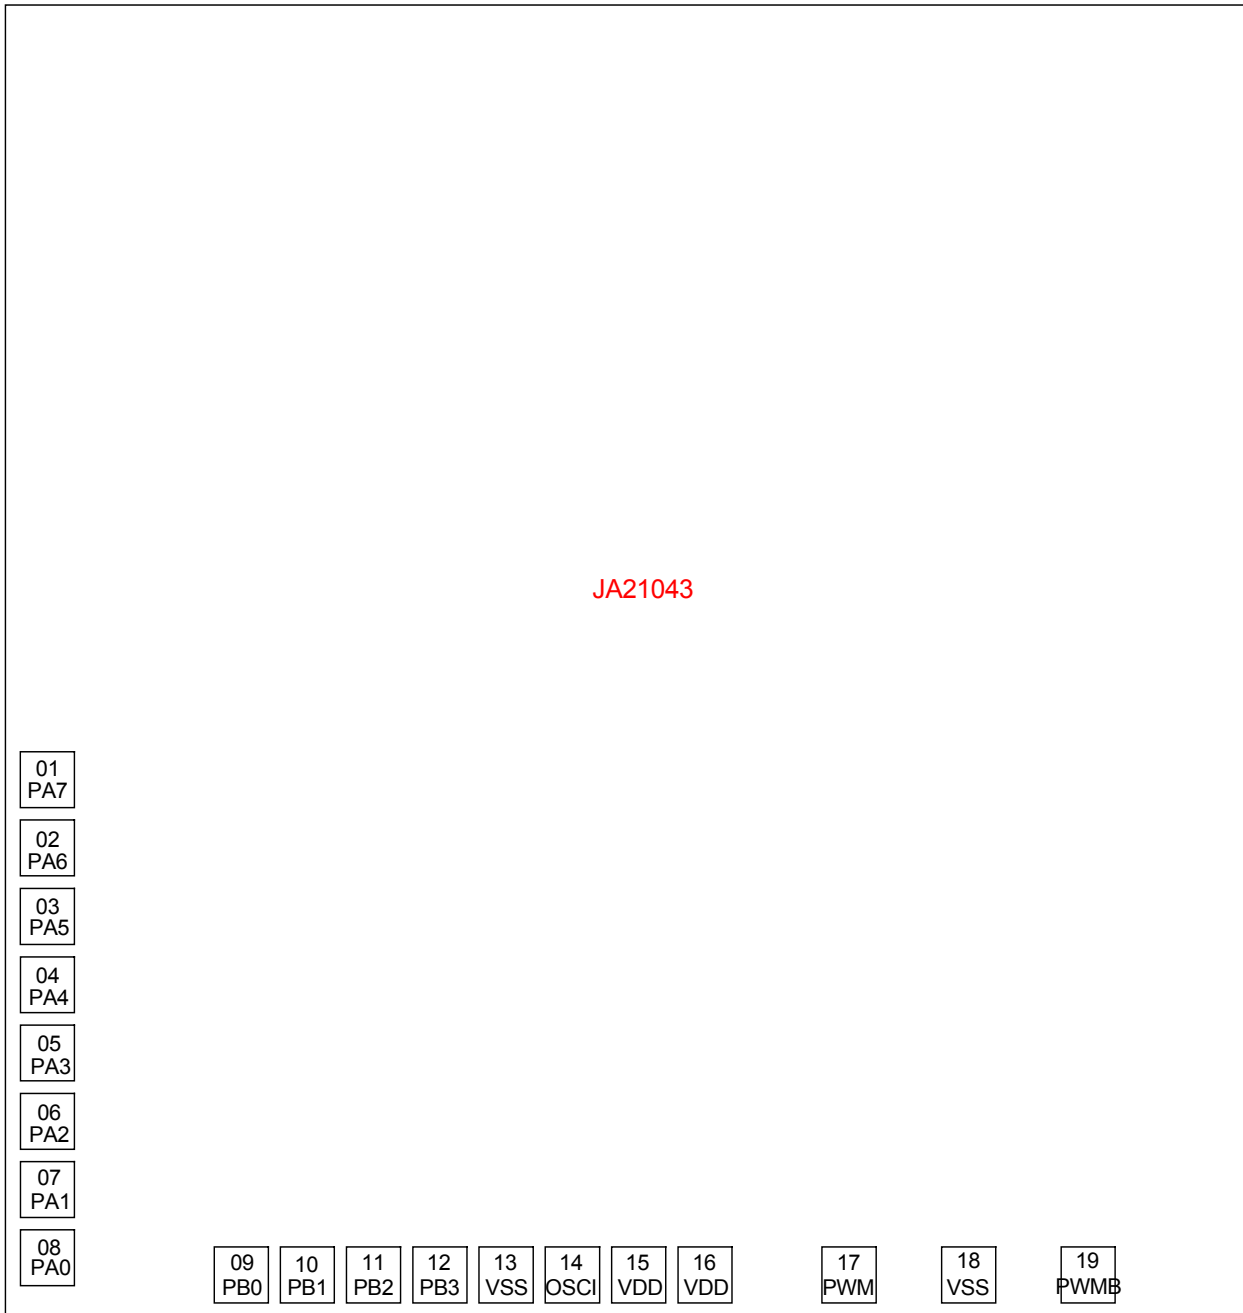 JA21043
01
PA7
02
PA6
03
PA5
04
PA4
05
PA3
06
PA2
07
PA1
08
PA0
09
PB0
10
PB1
11
PB2
12
PB3
13
VSS
14
OSCI
15
VDD
16
VDD
17
PWM
18
VSS
19
PWMB